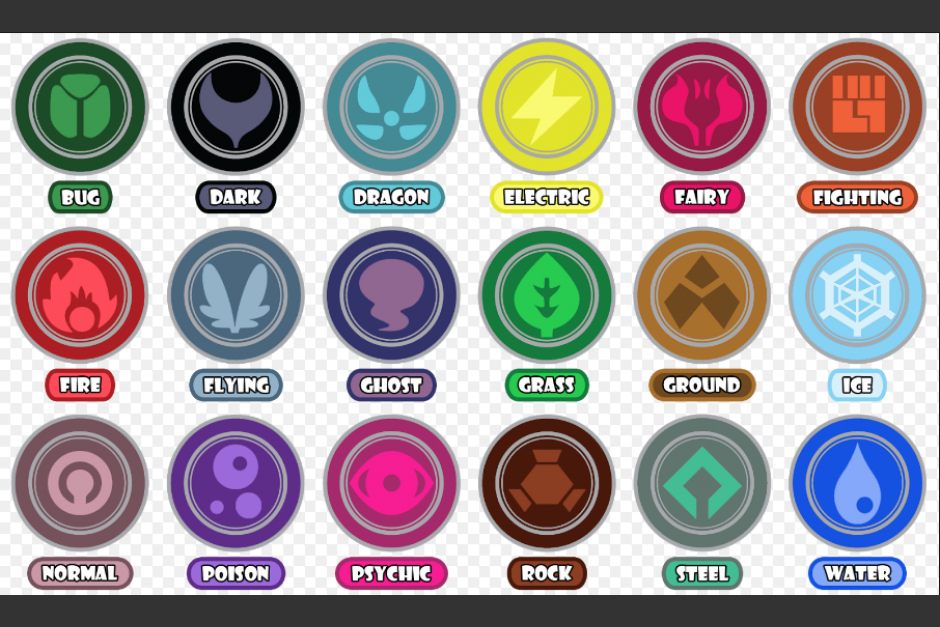 BUG DARK DRAGON ELECTRIC FAIRY FIGHTING
FIRE FLYING GHOST GRASS GROUND ICE
NORMAL POISON PSYCHIC ROCK STEEL WATER